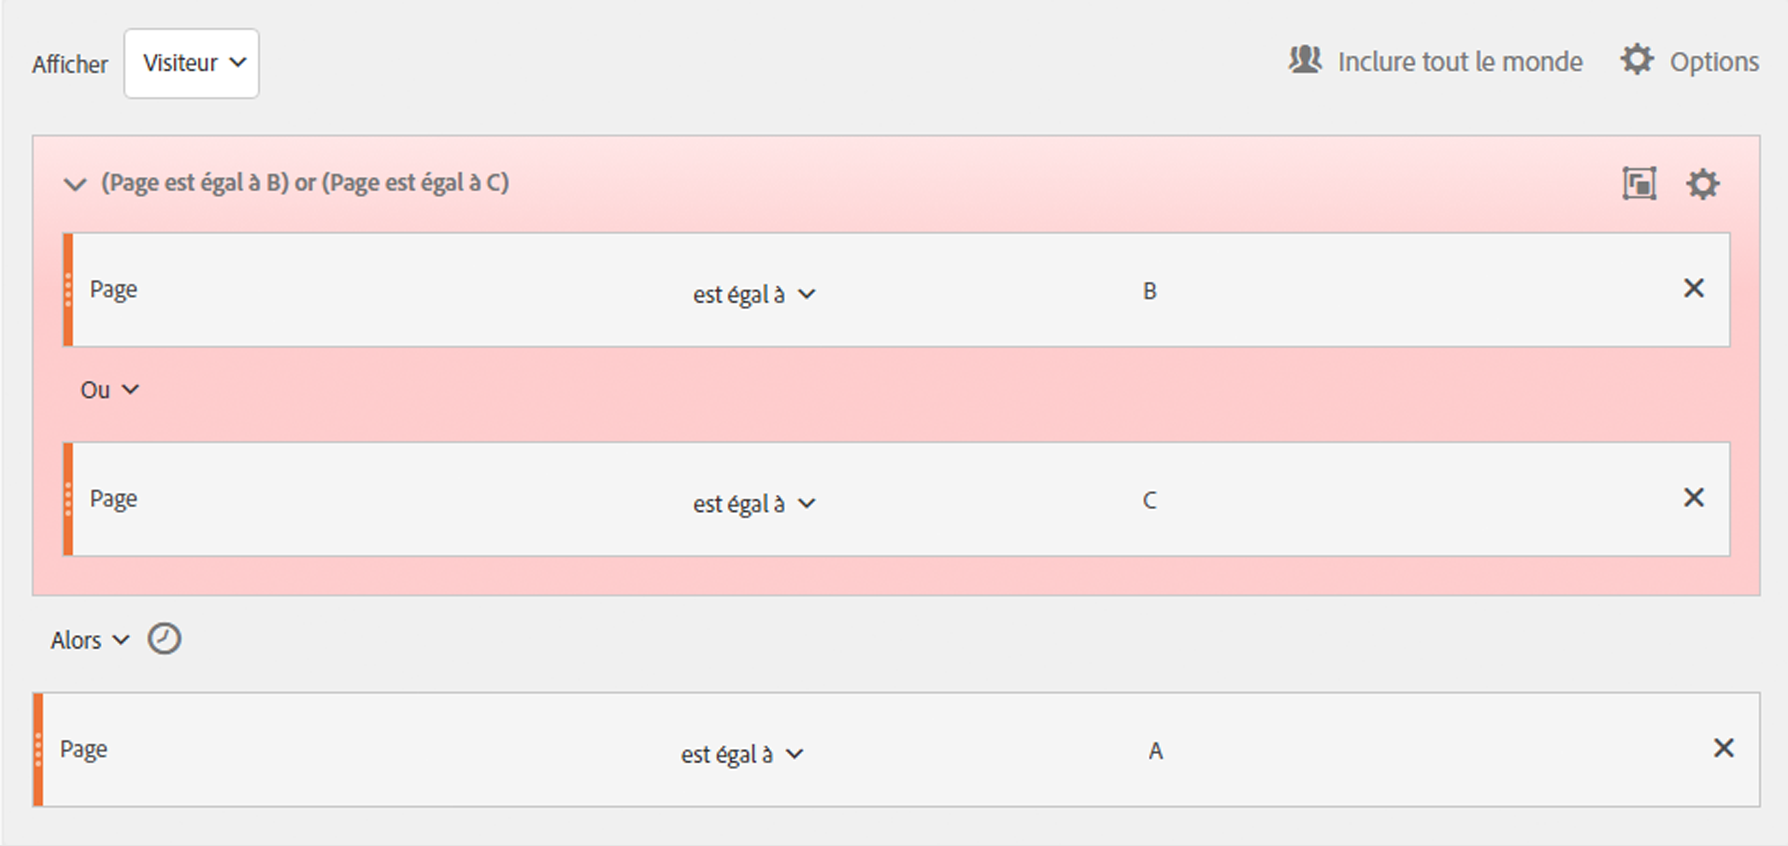 Afficher Visiteur Inclure tout le monde Options
(Page est égal à B) or (Page est égal à C)
Page est égal à B
Ou
Page est égal à C
Alors
Page est égal à A